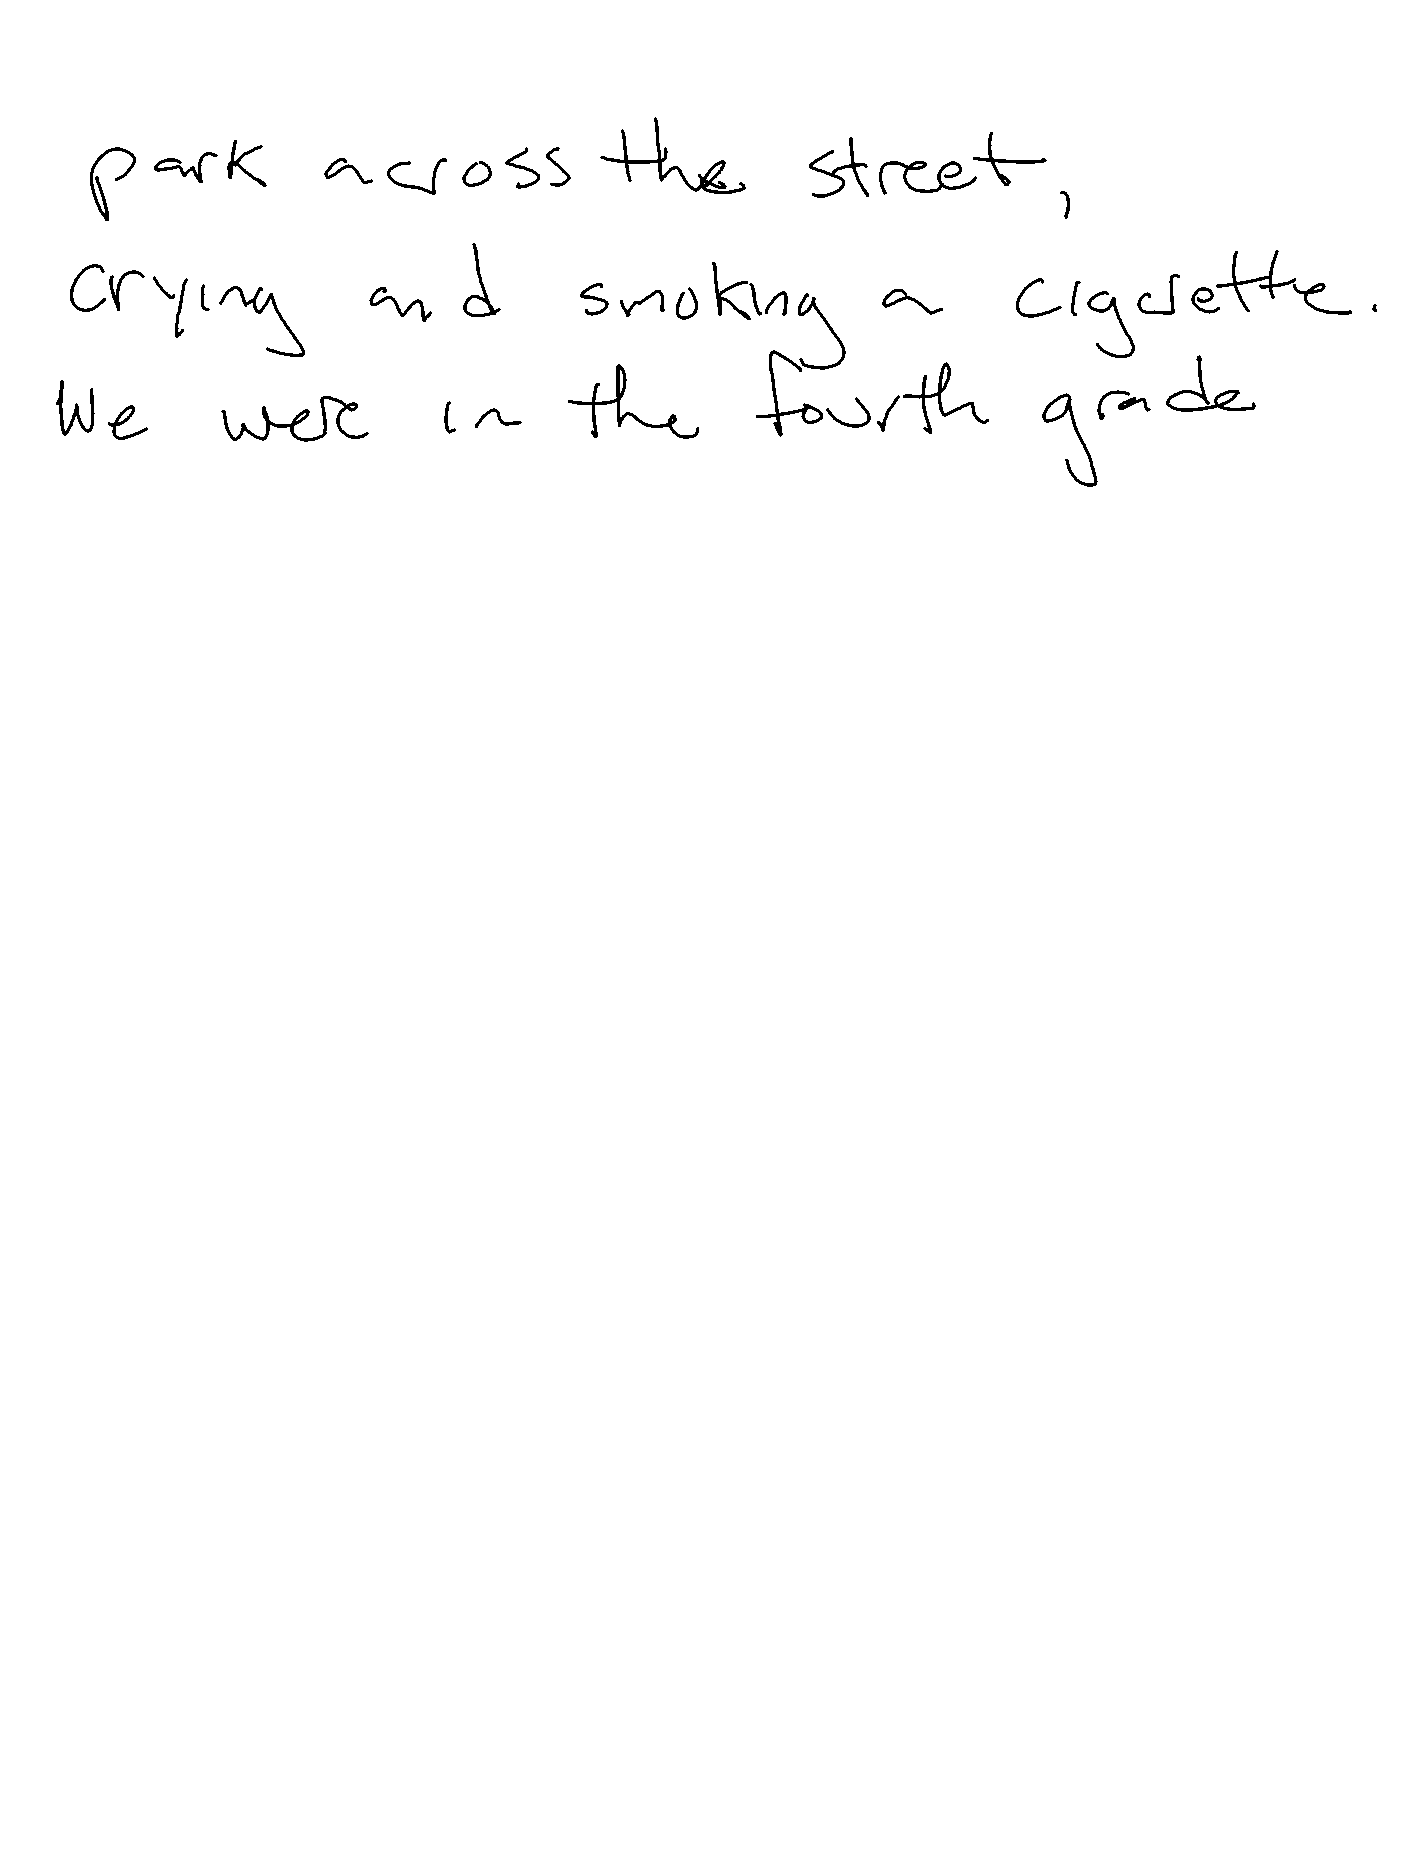 park across the street,
crying and smoking a cigarette.
We were in the fourth grade